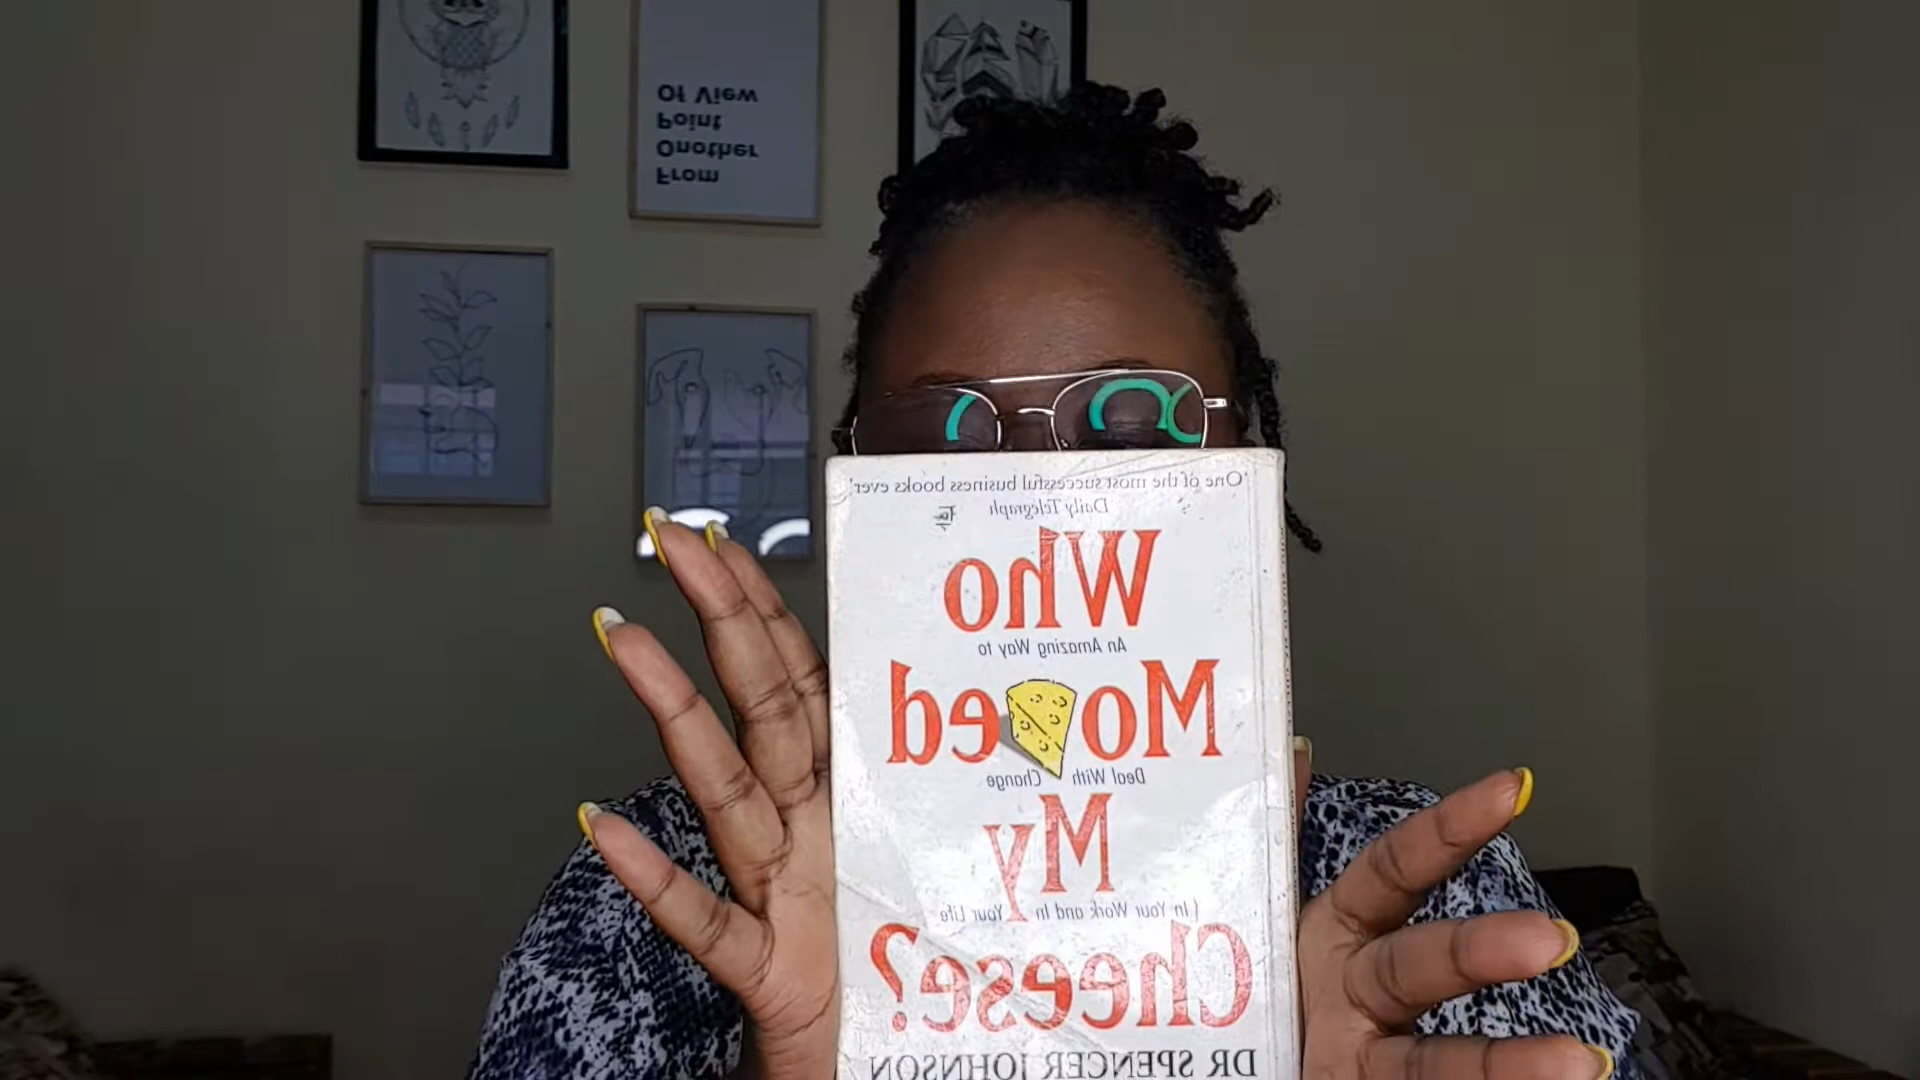 From
Onother
Point
Of View
'One of the most successful business books ever'
Daily Telegraph
Who
An Amazing Way to
Moved
Deal With Change
My
In Your Work and In Your Life
Cheese?
DR SPENCER JOHNSON